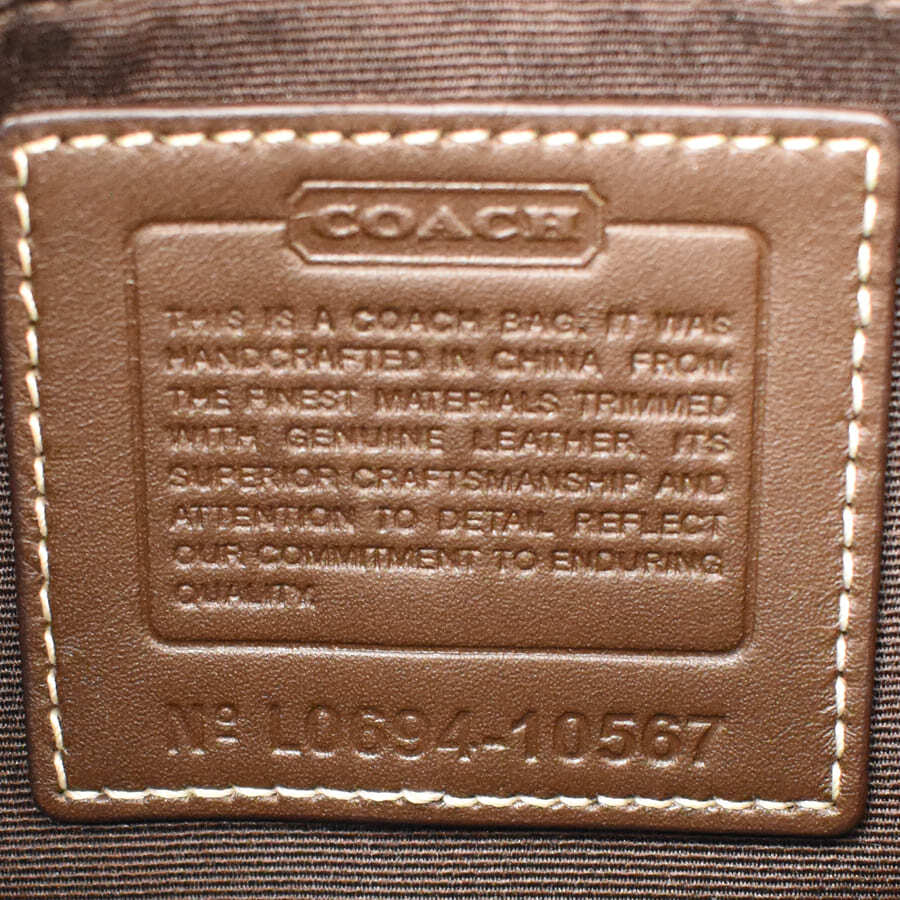 COACH
THIS IS A COACH BAG. IT WAS
HANDCRAFTED IN CHINA FROM
THE FINEST MATERIALS TRIMMED
WITH GENUINE LEATHER. ITS
SUPERIOR CRAFTSMANSHIP AND
ATTENTION TO DETAIL REFLECT
OUR COMMITMENT TO ENDURING
QUALITY.
Nº L0694-10567